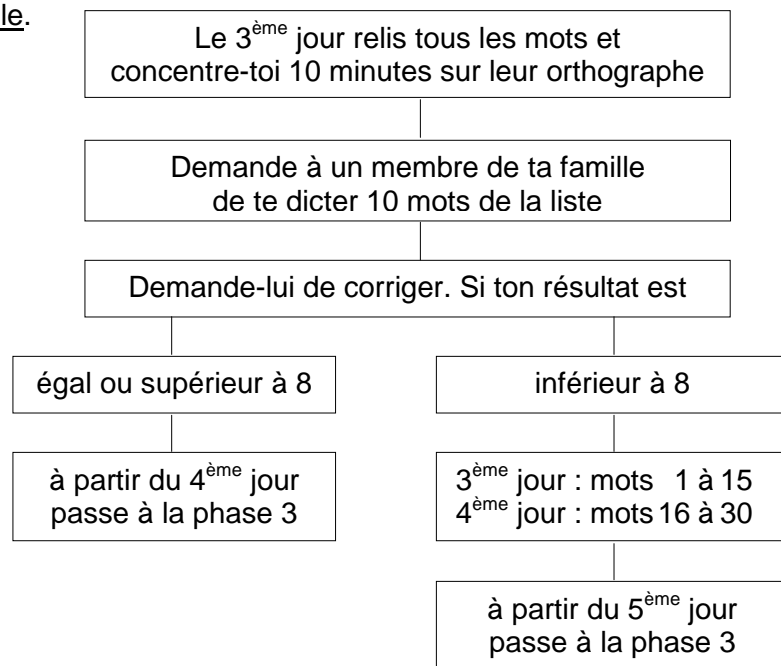 le.
Le 3ème jour relis tous les mots et
concentre-toi 10 minutes sur leur orthographe
Demande à un membre de ta famille
de te dicter 10 mots de la liste
Demande-lui de corriger. Si ton résultat est
égal ou supérieur à 8
à partir du 4ème jour
passe à la phase 3
inférieur à 8
3ème jour : mots 1 à 15
4ème jour : mots 16 à 30
à partir du 5ème jour
passe à la phase 3